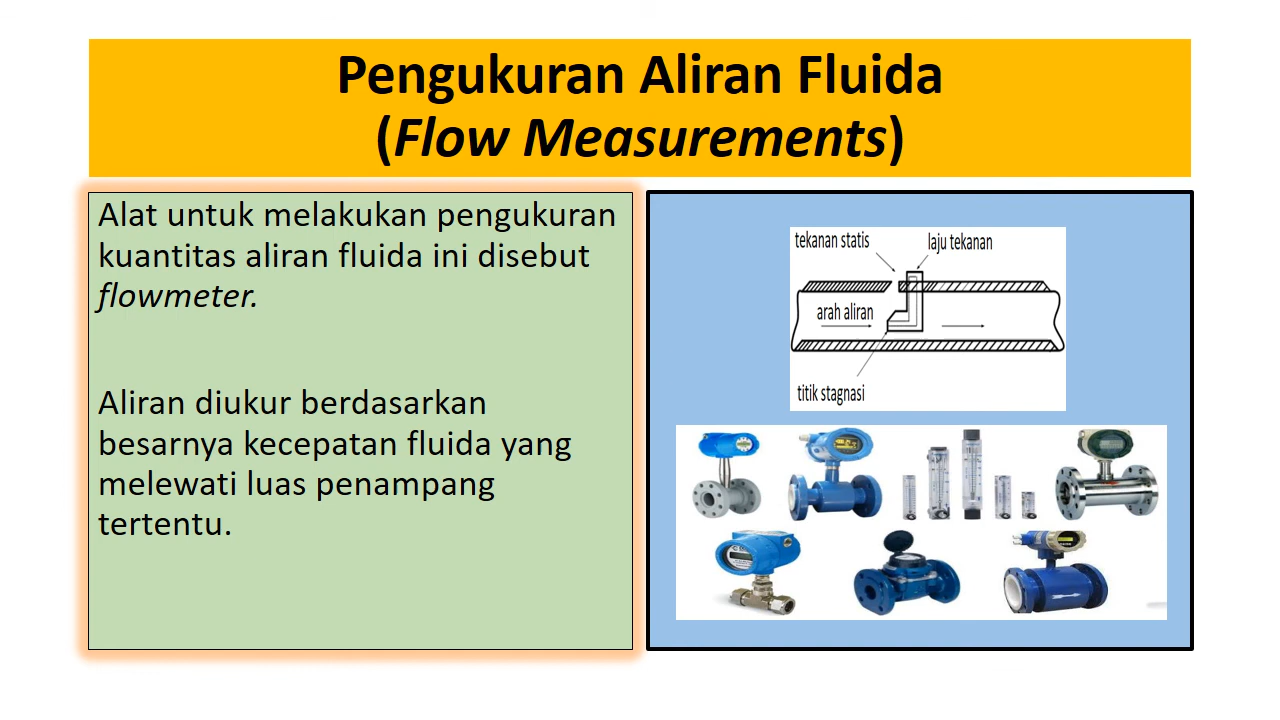 Pengukuran Aliran Fluida
(Flow Measurements)
Alat untuk melakukan pengukuran
kuantitas aliran fluida ini disebut
flowmeter.
Aliran diukur berdasarkan
besarnya kecepatan fluida yang
melewati luas penampang
tertentu.
tekanan statis
laju tekanan
arah aliran
titik stagnasi